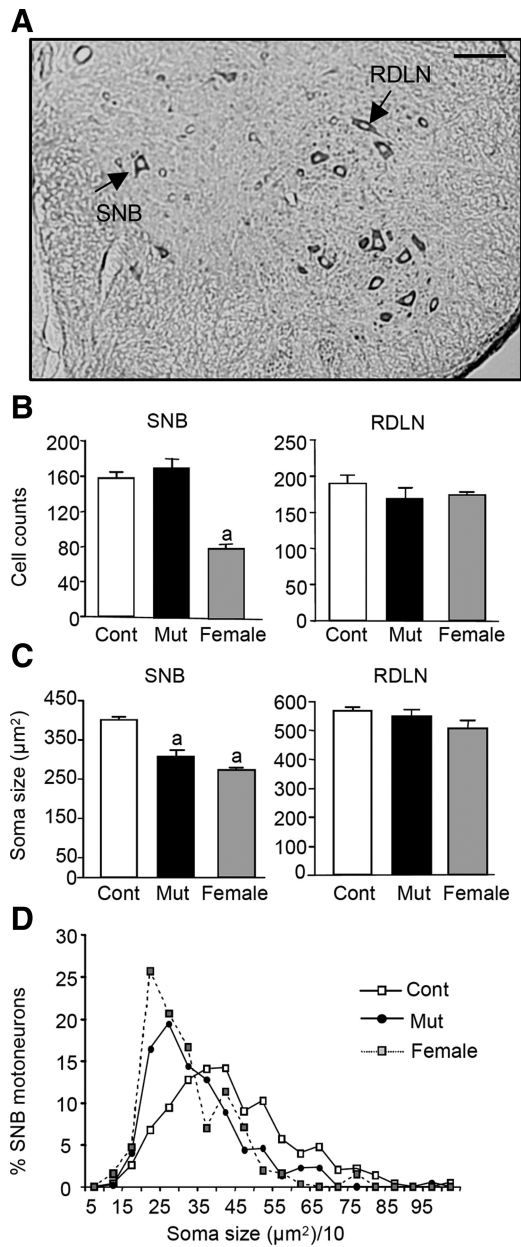 A
RDLN
SNB
B
SNB
RDLN
Cell counts
200
160
120
80
40
0
a
Cont Mut Female
250
200
150
100
50
0
Cont Mut Female
C
SNB
RDLN
Soma size (µm²)
450
350
250
150
50
0
a
a
Cont Mut Female
600
500
400
300
200
100
0
Cont Mut Female
D
% SNB motoneurons
30
25
20
15
10
5
0
Cont
Mut
Female
5 15 25 35 45 55 65 75 85 95
Soma size (µm²)/10